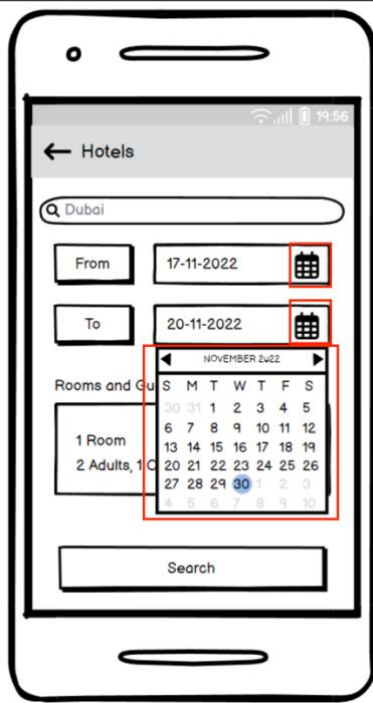 19:56
Hotels
Dubai
From 17-11-2022
To 20-11-2022
NOVEMBER 2022
Rooms and Gu
S M T W T F S
30 31 1 2 3 4 5
6 7 8 9 10 11 12
1 Room
13 14 15 16 17 18 19
2 Adults, 1 C
20 21 22 23 24 25 26
27 28 29 30 1 2 3
4 5 6 7 8 9 10
Search